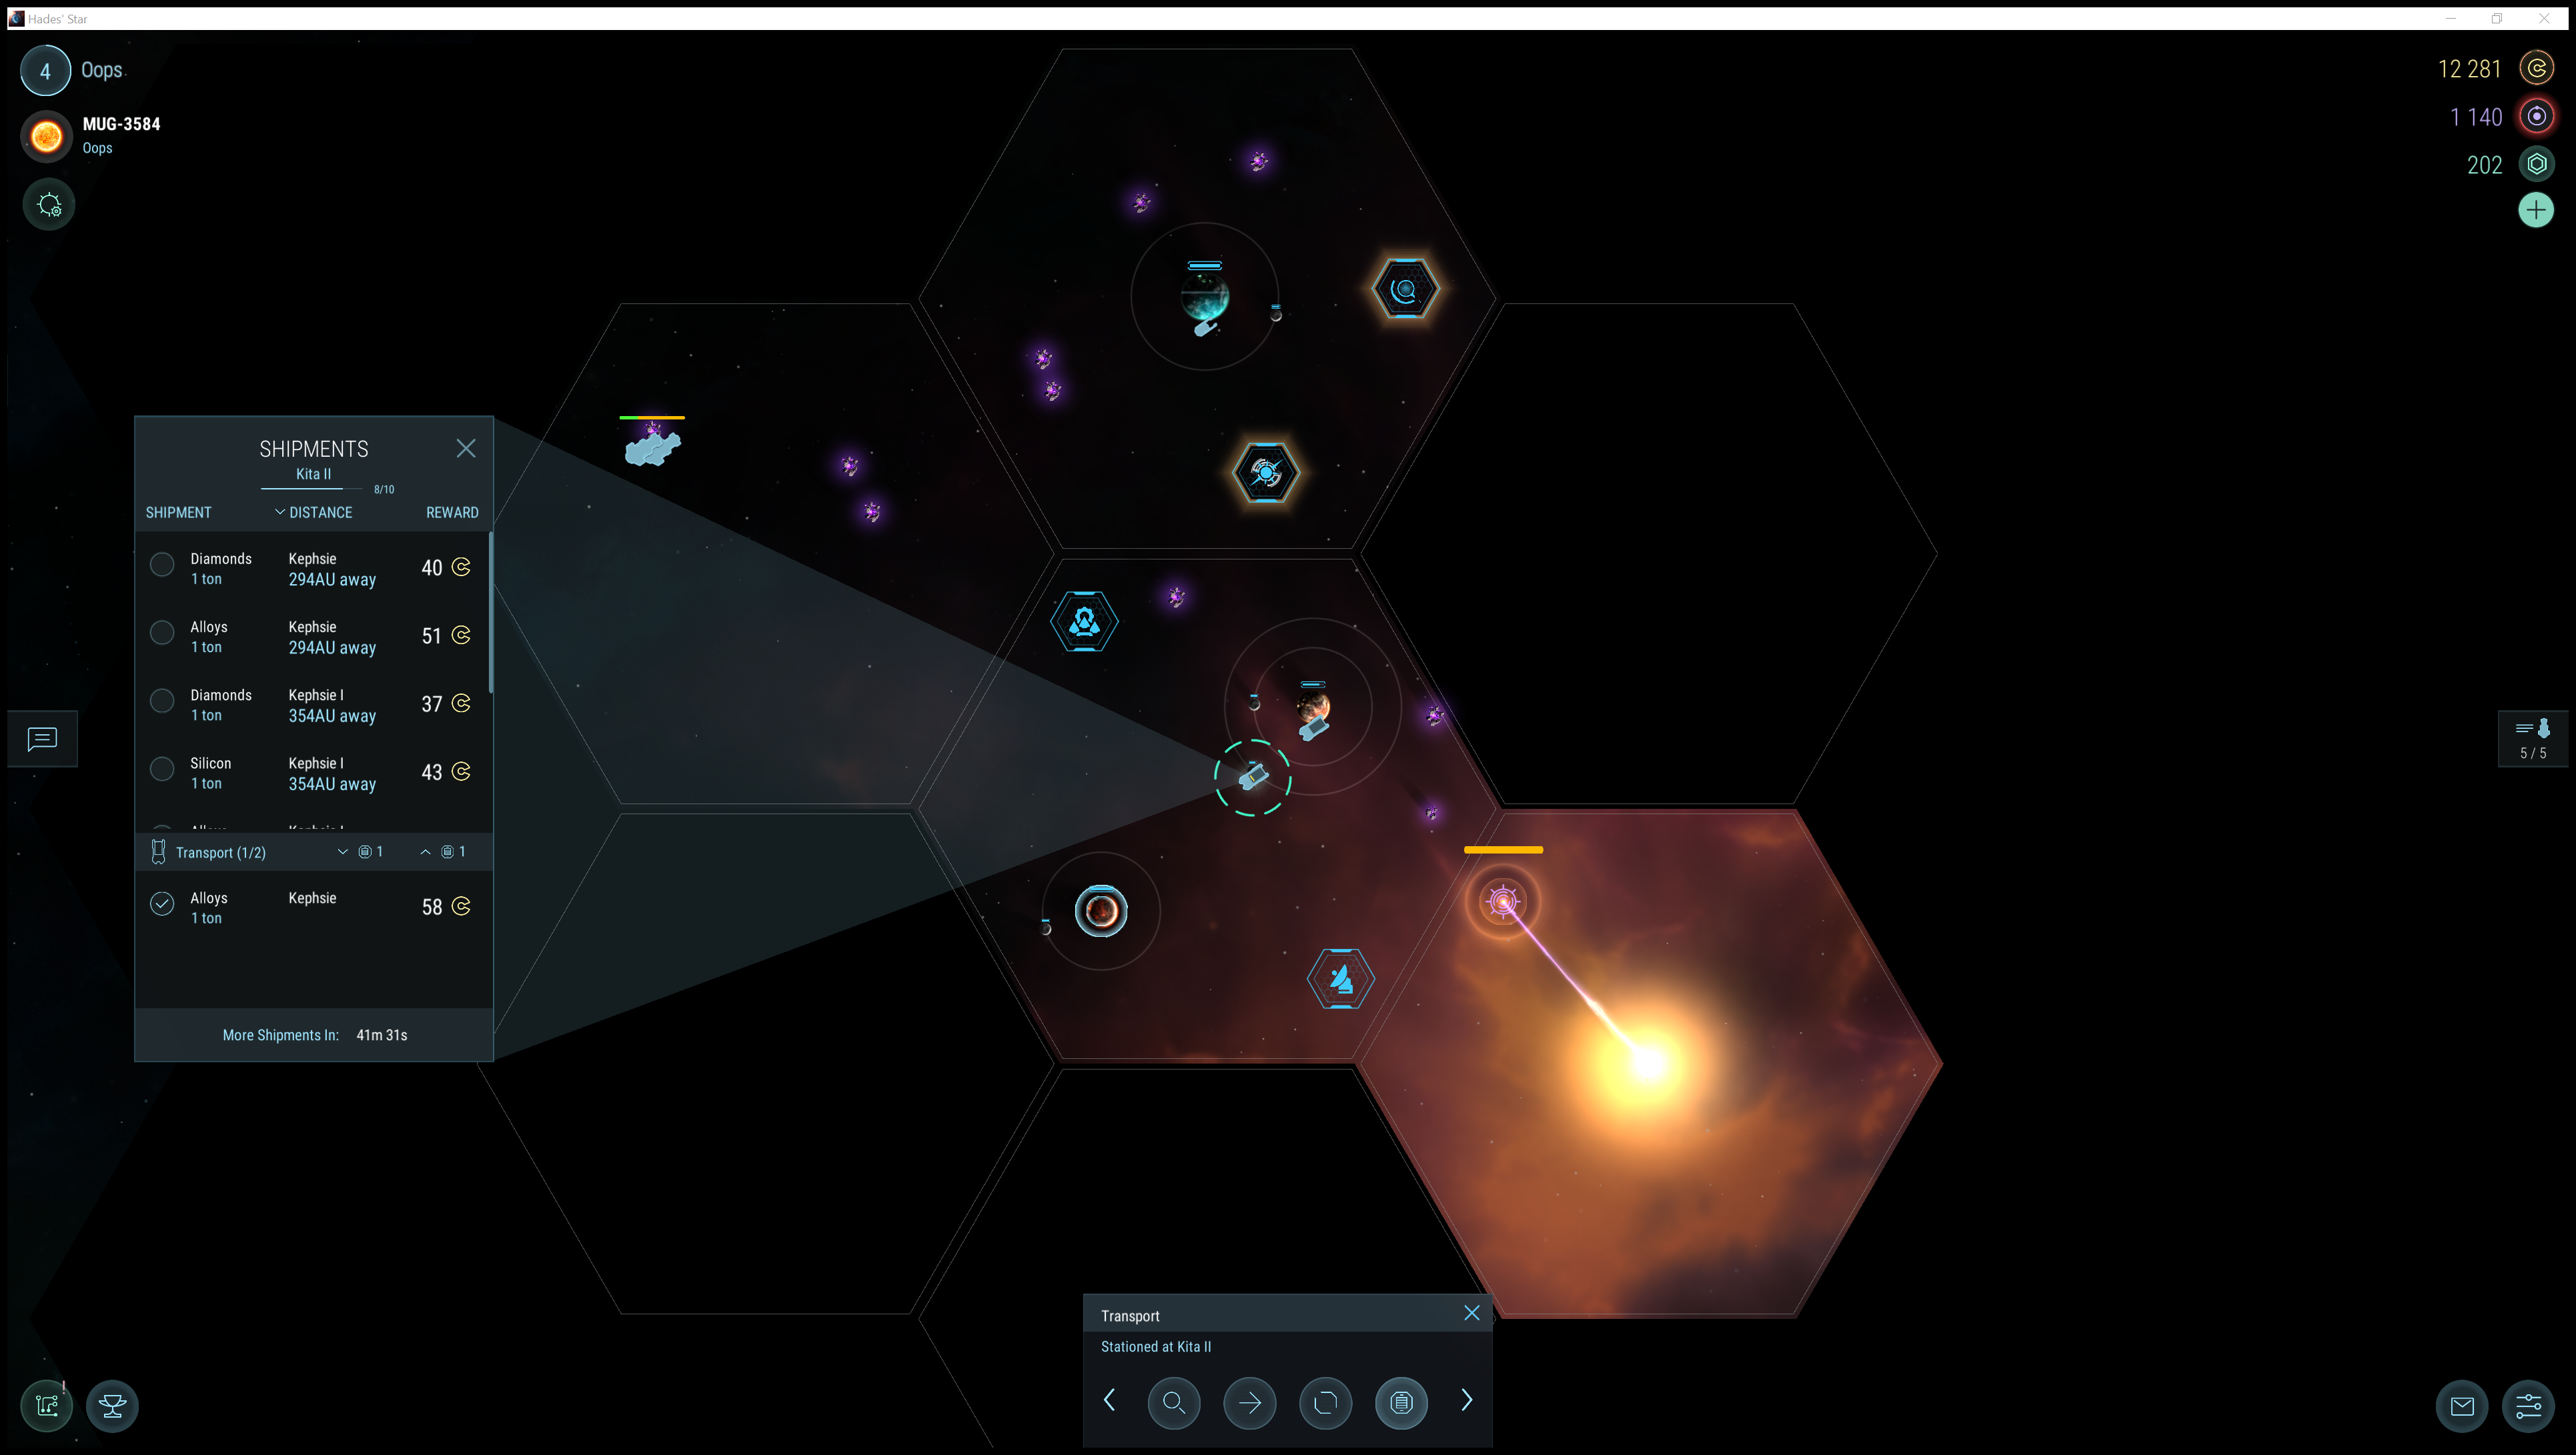 Hades' Star
4 Oops
MUG-3584
Oops
12 281
1 140
202
SHIPMENTS
Kita II
8/10
SHIPMENT DISTANCE REWARD
Diamonds Kephsie 40
1 ton 294AU away
Alloys Kephsie 51
1 ton 294AU away
Diamonds Kephsie I 37
1 ton 354AU away
Silicon Kephsie I 43
1 ton 354AU away
Transport (1/2) 1 1
Alloys Kephsie 58
1 ton
More Shipments In: 41m 31s
5 / 5
Transport
Stationed at Kita II
!